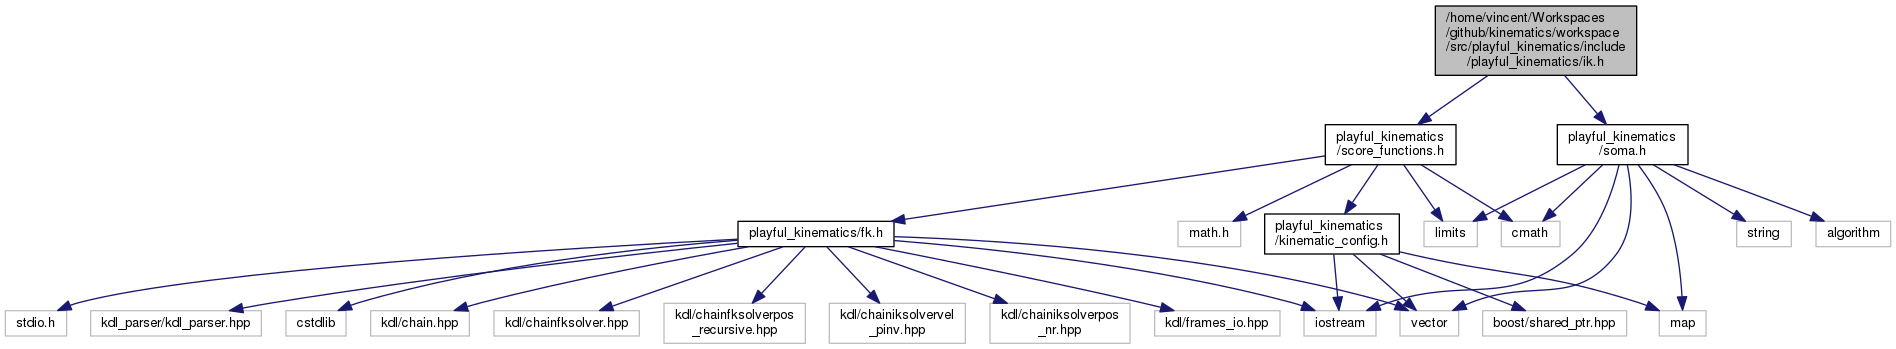 /home/vincent/Workspaces
/github/kinematics/workspace
/src/playful_kinematics/include
/playful_kinematics/ik.h
playful_kinematics
/score_functions.h
playful_kinematics
/soma.h
playful_kinematics/fk.h
math.h
playful_kinematics
/kinematic_config.h
limits
cmath
string
algorithm
stdio.h
kdl_parser/kdl_parser.hpp
cstdlib
kdl/chain.hpp
kdl/chainfksolver.hpp
kdl/chainfksolverpos
_recursive.hpp
kdl/chainiksolvervel
_pinv.hpp
kdl/chainiksolverpos
_nr.hpp
kdl/frames_io.hpp
iostream
vector
boost/shared_ptr.hpp
map